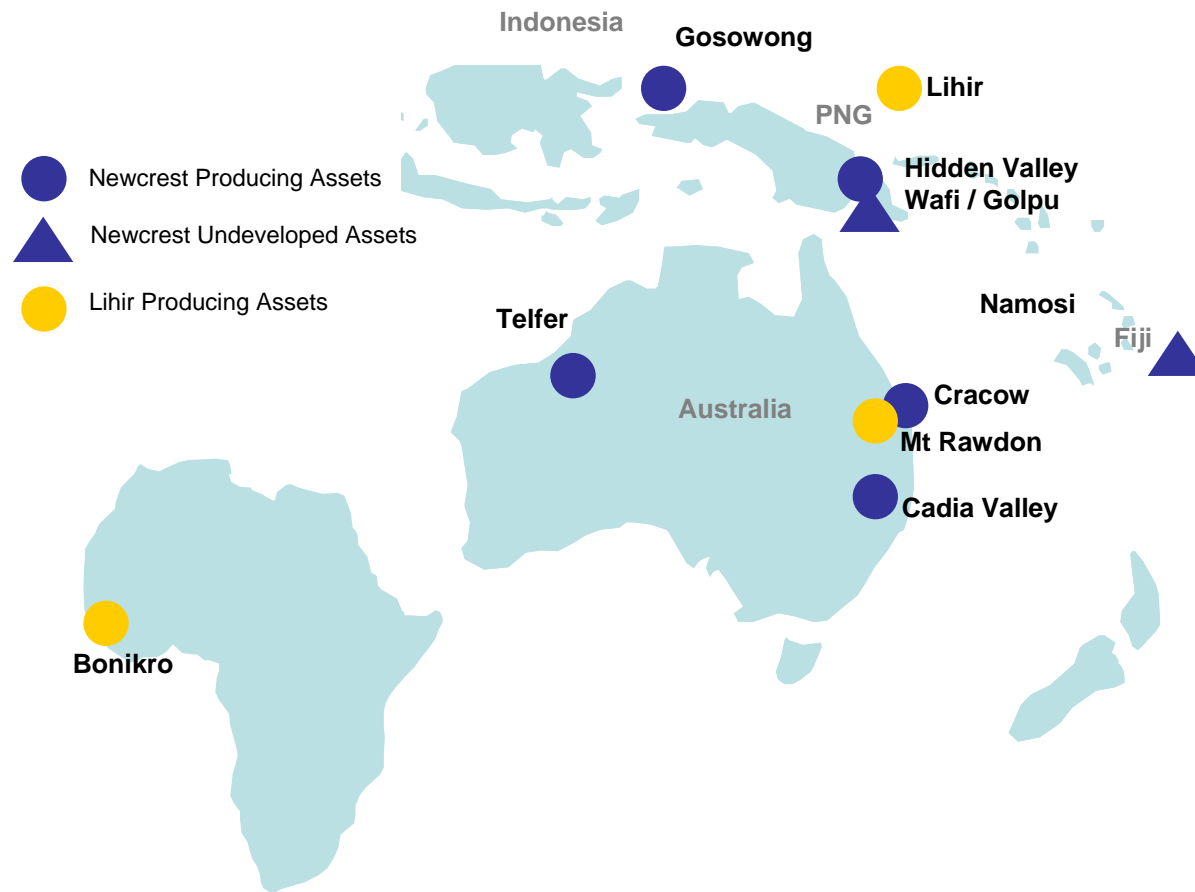 Indonesia
Gosowong
Lihir
PNG
Hidden Valley
Wafi / Golpu
Newcrest Producing Assets
Newcrest Undeveloped Assets
Lihir Producing Assets
Telfer
Namosi
Fiji
Cracow
Australia
Mt Rawdon
Cadia Valley
Bonikro